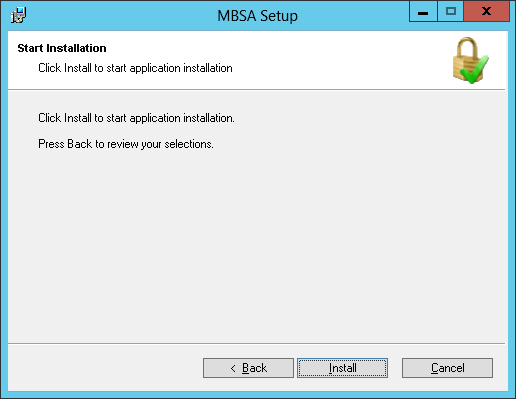 MBSA Setup
Start Installation
Click Install to start application installation
Click Install to start application installation.
Press Back to review your selections.
< Back
Install
Cancel